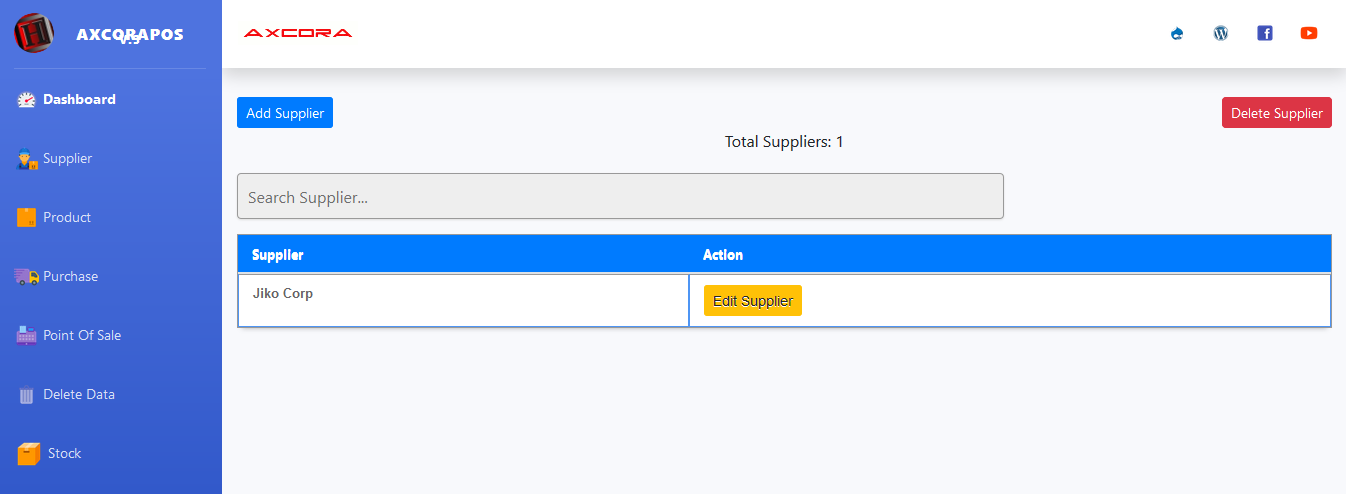 AXCORAPOS
AXCORA
Dashboard
Supplier
Product
Purchase
Point Of Sale
Delete Data
Stock
Add Supplier
Delete Supplier
Total Suppliers: 1
Search Supplier...
Supplier Action
Jiko Corp Edit Supplier